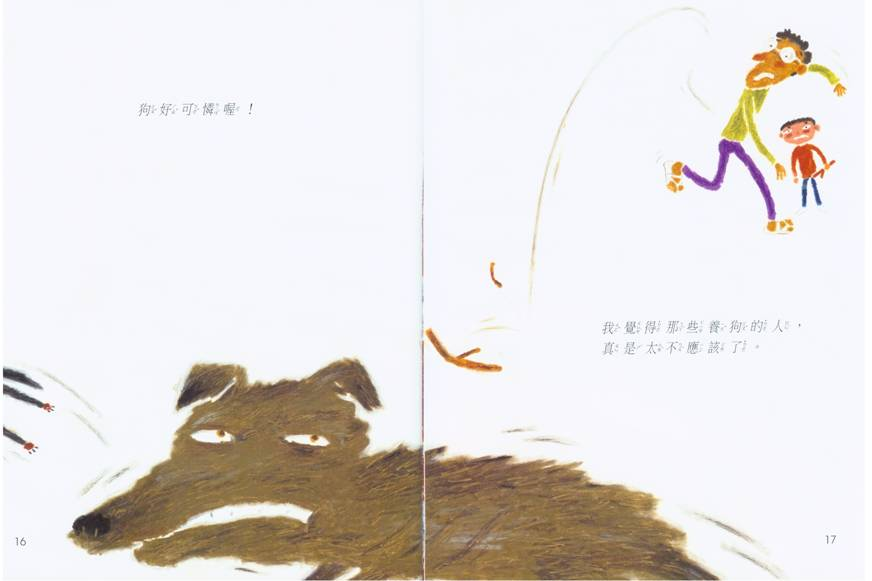 狗好可憐喔！
我覺得那些養狗的人，
真是太不應該了。
16
17